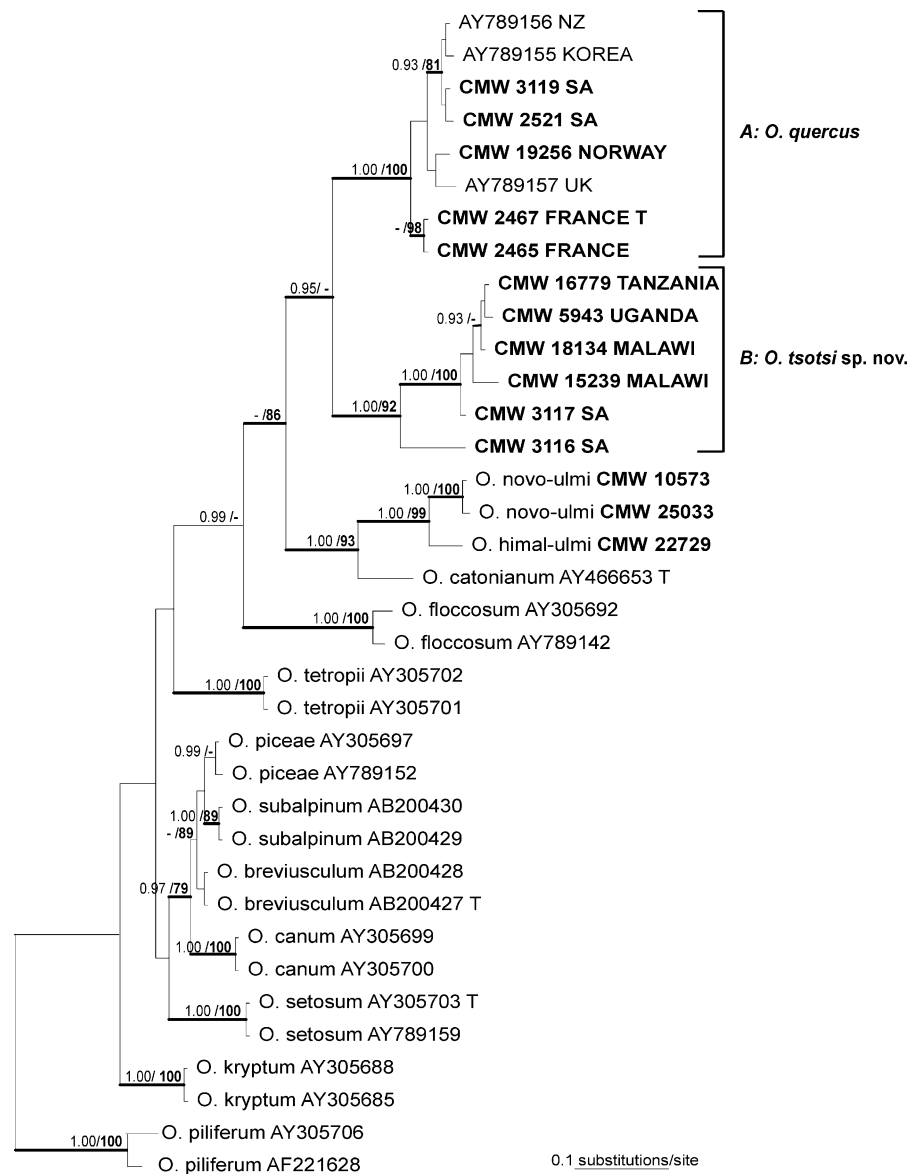 AY789156 NZ
AY789155 KOREA
0.93 /81
CMW 3119 SA
CMW 2521 SA
A: O. quercus
CMW 19256 NORWAY
1.00 /100
AY789157 UK
CMW 2467 FRANCE T
- /98
CMW 2465 FRANCE
CMW 16779 TANZANIA
0.95/ -
CMW 5943 UGANDA
0.93 /-
CMW 18134 MALAWI
B: O. tsotsi sp. nov.
1.00 /100
CMW 15239 MALAWI
1.00/92
CMW 3117 SA
- /86
CMW 3116 SA
O. novo-ulmi CMW 10573
1.00 /100
O. novo-ulmi CMW 25033
1.00 /99
0.99 /-
O. himal-ulmi CMW 22729
1.00 /93
O. catonianum AY466653 T
O. floccosum AY305692
1.00 /100
O. floccosum AY789142
O. tetropii AY305702
1.00 /100
O. tetropii AY305701
O. piceae AY305697
0.99 /-
O. piceae AY789152
O. subalpinum AB200430
1.00 /89
- /89
O. subalpinum AB200429
O. breviusculum AB200428
0.97 /79
O. breviusculum AB200427 T
O. canum AY305699
1.00 /100
O. canum AY305700
O. setosum AY305703 T
1.00 /100
O. setosum AY789159
O. kryptum AY305688
1.00/ 100
O. kryptum AY305685
O. piliferum AY305706
1.00/100
O. piliferum AF221628
0.1 substitutions/site